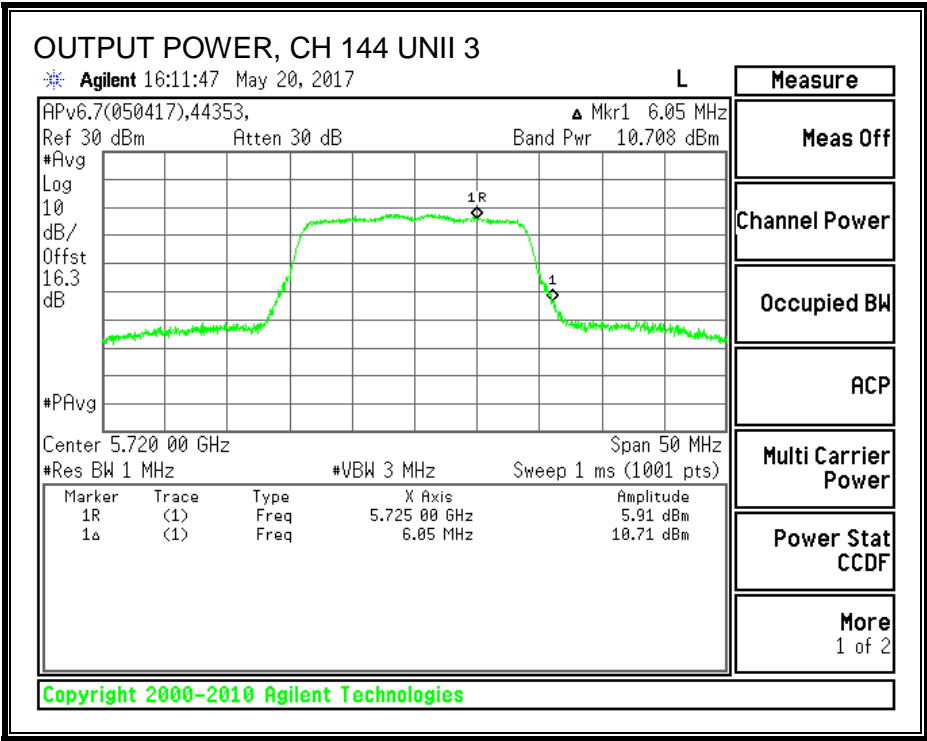 OUTPUT POWER, CH 144 UNII 3
Agilent 16:11:47 May 20, 2017 L
Measure
APv6.7(050417),44353, Δ Mkr1 6.05 MHz
Ref 30 dBm Atten 30 dB Band Pwr 10.708 dBm
#Avg
Log
10
dB/
Offst
16.3
dB
1R
1
#PAvg
Center 5.720 00 GHz Span 50 MHz
#Res BW 1 MHz #VBW 3 MHz Sweep 1 ms (1001 pts)
Marker Trace Type X Axis Amplitude
1R (1) Freq 5.725 00 GHz 5.91 dBm
1Δ (1) Freq 6.05 MHz 10.71 dBm
Meas Off
Channel Power
Occupied BW
ACP
Multi Carrier
Power
Power Stat
CCDF
More
1 of 2
Copyright 2000-2010 Agilent Technologies